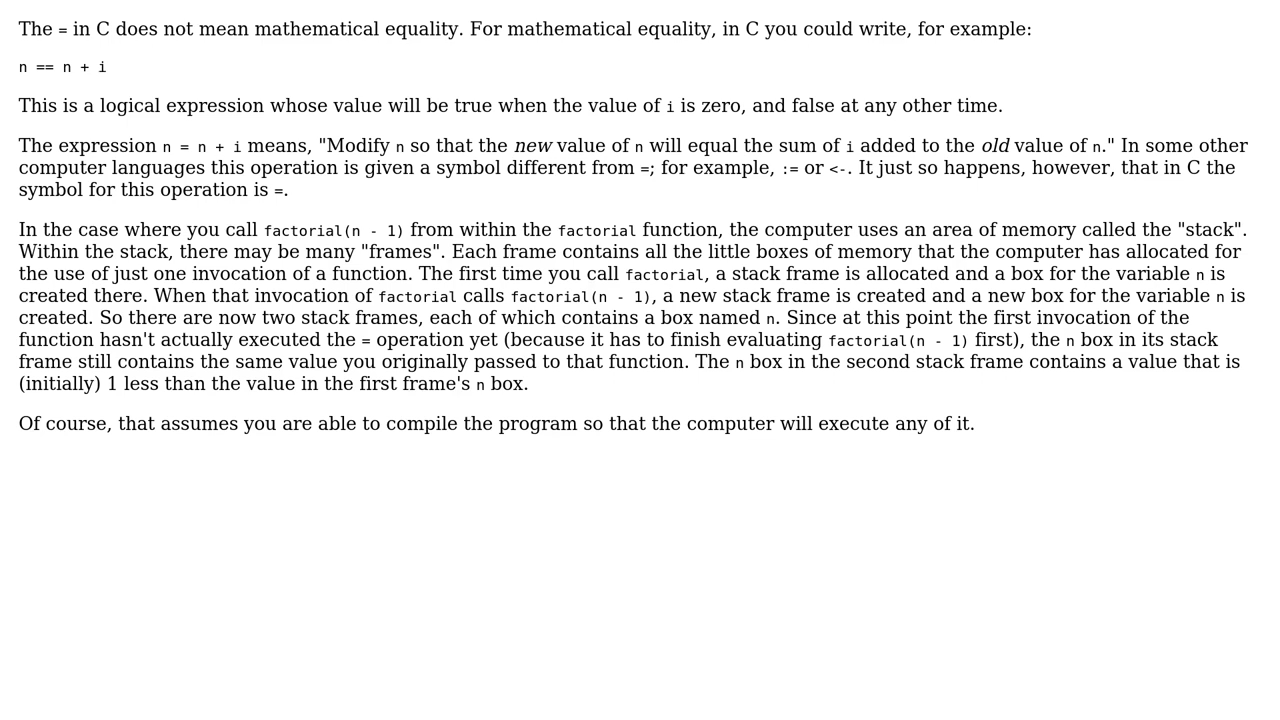 The = in C does not mean mathematical equality. For mathematical equality, in C you could write, for example:
n == n + i
This is a logical expression whose value will be true when the value of i is zero, and false at any other time.
The expression n = n + i means, "Modify n so that the new value of n will equal the sum of i added to the old value of n." In some other
computer languages this operation is given a symbol different from =; for example, := or <-. It just so happens, however, that in C the
symbol for this operation is =.
In the case where you call factorial(n - 1) from within the factorial function, the computer uses an area of memory called the "stack".
Within the stack, there may be many "frames". Each frame contains all the little boxes of memory that the computer has allocated for
the use of just one invocation of a function. The first time you call factorial, a stack frame is allocated and a box for the variable n is
created there. When that invocation of factorial calls factorial(n - 1), a new stack frame is created and a new box for the variable n is
created. So there are now two stack frames, each of which contains a box named n. Since at this point the first invocation of the
function hasn't actually executed the = operation yet (because it has to finish evaluating factorial(n - 1) first), the n box in its stack
frame still contains the same value you originally passed to that function. The n box in the second stack frame contains a value that is
(initially) 1 less than the value in the first frame's n box.
Of course, that assumes you are able to compile the program so that the computer will execute any of it.